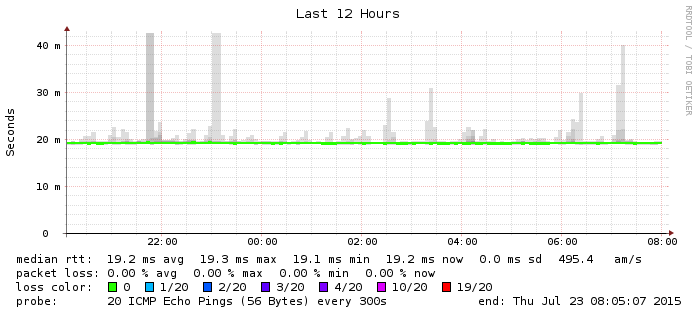 Last 12 Hours
RRDTOOL / TOBI OETIKER
Seconds
40 m
30 m
20 m
10 m
0
22:00 00:00 02:00 04:00 06:00 08:00
median rtt: 19.2 ms avg 19.3 ms max 19.1 ms min 19.2 ms now 0.0 ms sd 495.4 am/s
packet loss: 0.00 % avg 0.00 % max 0.00 % min 0.00 % now
loss color: 0 1/20 2/20 3/20 4/20 10/20 19/20
probe: 20 ICMP Echo Pings (56 Bytes) every 300s end: Thu Jul 23 08:05:07 2015